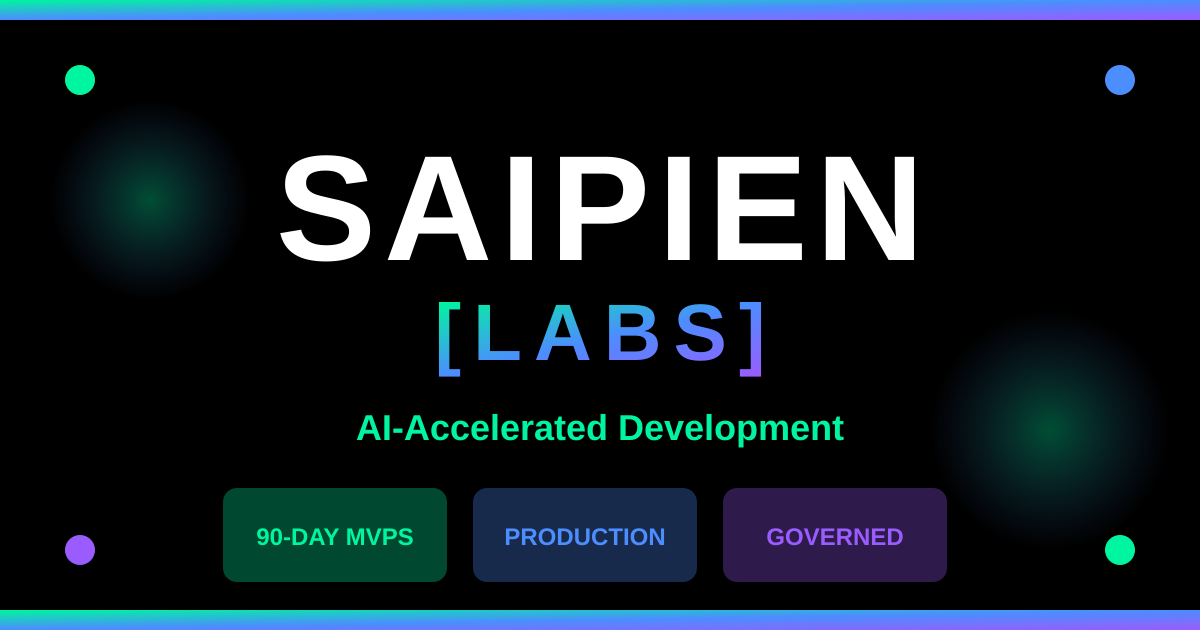 SAIPIEN
[LABS]
AI-Accelerated Development
90-DAY MVPS
PRODUCTION
GOVERNED